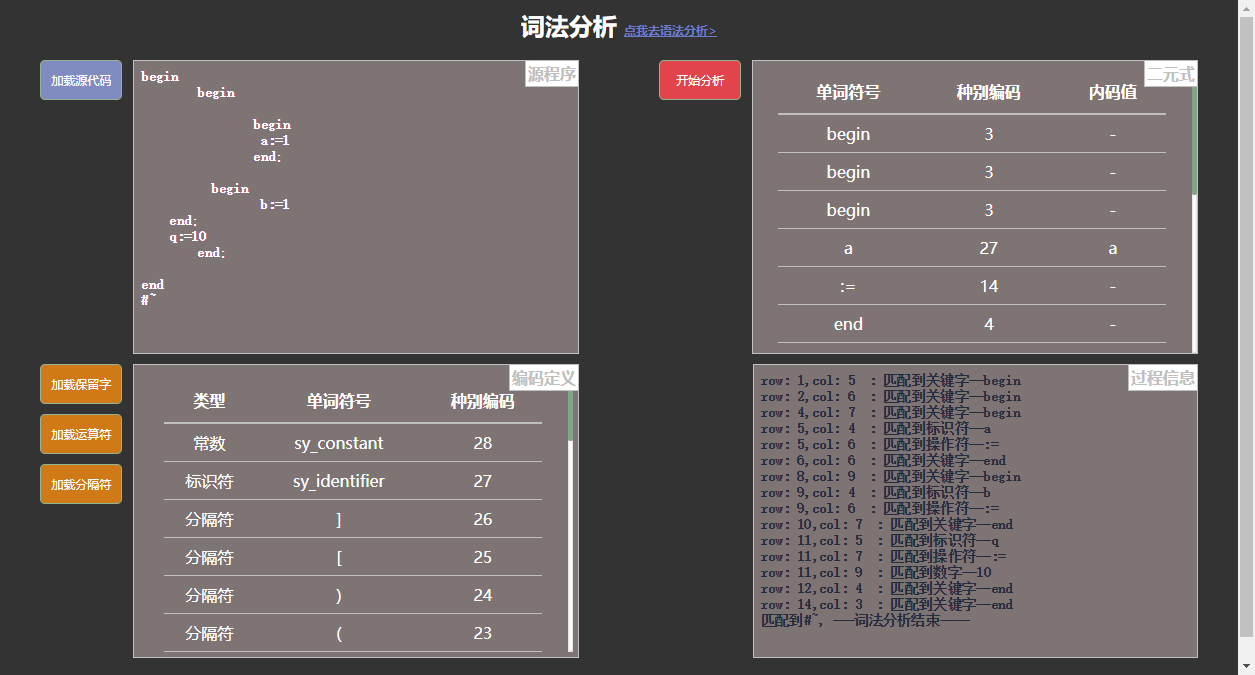 词法分析 点我去语法分析>
加载源代码
源程序
begin
begin
begin
a:=1
end;
begin
b:=1
end;
q:=10
end;
end
#~
开始分析
二元式
单词符号 种别编码 内码值
begin 3 -
begin 3 -
begin 3 -
a 27 a
:= 14 -
end 4 -
加载保留字
加载运算符
加载分隔符
编码定义
类型 单词符号 种别编码
常数 sy_constant 28
标识符 sy_identifier 27
分隔符 ] 26
分隔符 [ 25
分隔符 ) 24
分隔符 ( 23
过程信息
row: 1,col: 5 : 匹配到关键字—begin
row: 2,col: 6 : 匹配到关键字—begin
row: 4,col: 7 : 匹配到关键字—begin
row: 5,col: 4 : 匹配到标识符—a
row: 5,col: 6 : 匹配到操作符—:=
row: 6,col: 6 : 匹配到关键字—end
row: 8,col: 9 : 匹配到关键字—begin
row: 9,col: 4 : 匹配到标识符—b
row: 9,col: 6 : 匹配到操作符—:=
row: 10,col: 7 : 匹配到关键字—end
row: 11,col: 5 : 匹配到标识符—q
row: 11,col: 7 : 匹配到操作符—:=
row: 11,col: 9 : 匹配到数字—10
row: 12,col: 4 : 匹配到关键字—end
row: 14,col: 3 : 匹配到关键字—end
匹配到#~, ——词法分析结束———